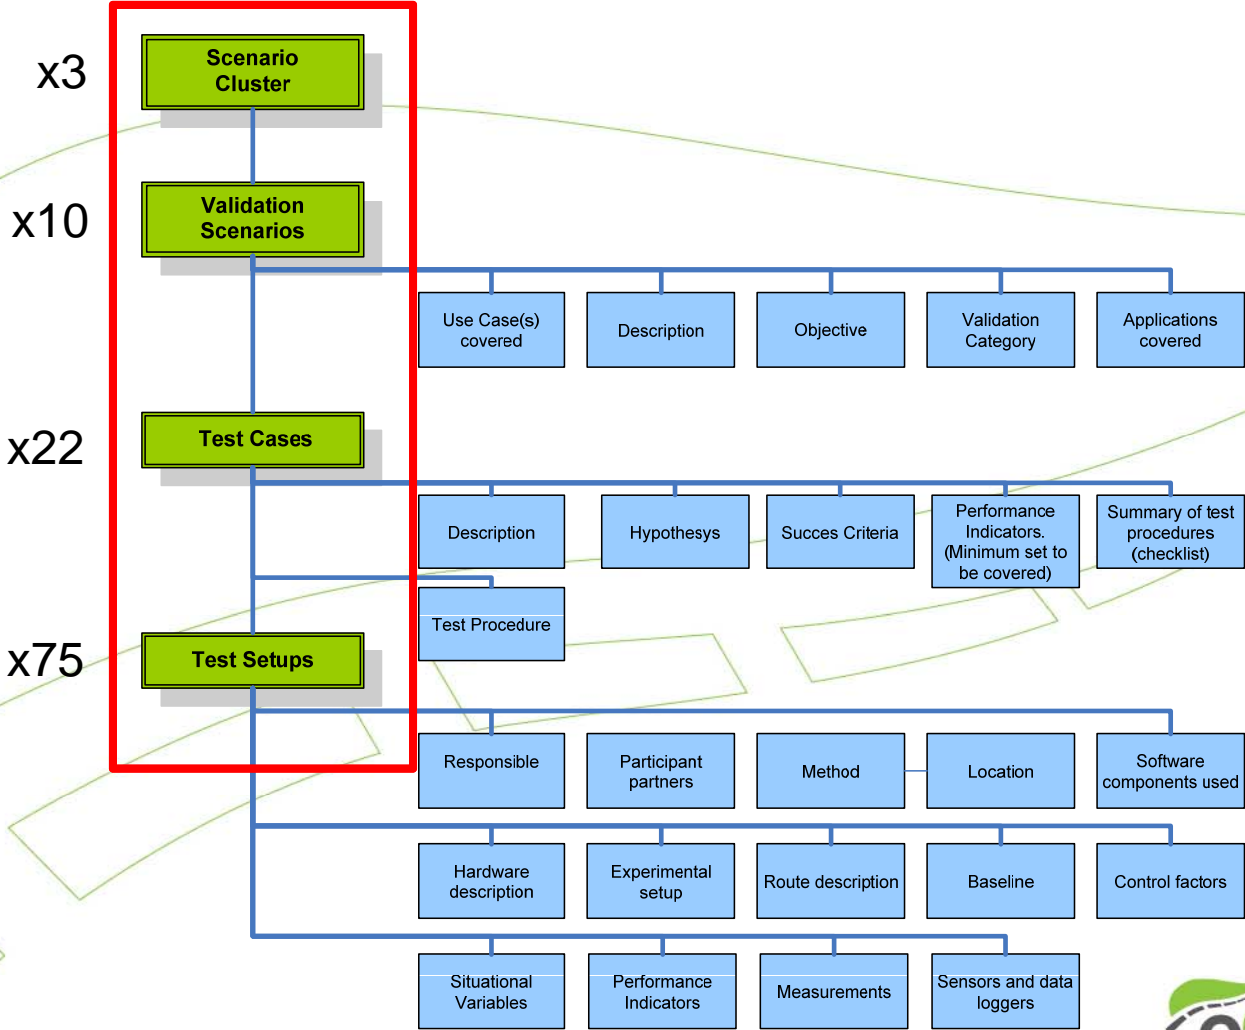 x3
Scenario
Cluster
x10
Validation
Scenarios
Use Case(s)
covered
Description
Objective
Validation
Category
Applications
covered
x22
Test Cases
Description
Hypothesys
Succes Criteria
Performance
Indicators.
(Minimum set to
be covered)
Summary of test
procedures
(checklist)
Test Procedure
x75
Test Setups
Responsible
Participant
partners
Method
Location
Software
components used
Hardware
description
Experimental
setup
Route description
Baseline
Control factors
Situational
Variables
Performance
Indicators
Measurements
Sensors and data
loggers